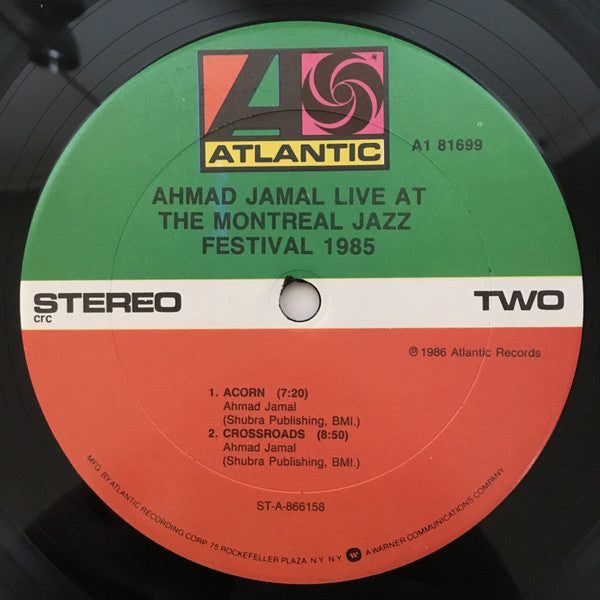 ATLANTIC
A1 81699
AHMAD JAMAL LIVE AT
THE MONTREAL JAZZ
FESTIVAL 1985
STEREO
TWO
crc
℗ 1986 Atlantic Records
1. ACORN (7:20)
Ahmad Jamal
(Shubra Publishing, BMI.)
2. CROSSROADS (8:50)
Ahmad Jamal
(Shubra Publishing, BMI.)
ST-A-866158
MFG. BY ATLANTIC RECORDING CORP. 75 ROCKEFELLER PLAZA, N.Y. N.Y. A WARNER COMMUNICATIONS COMPANY